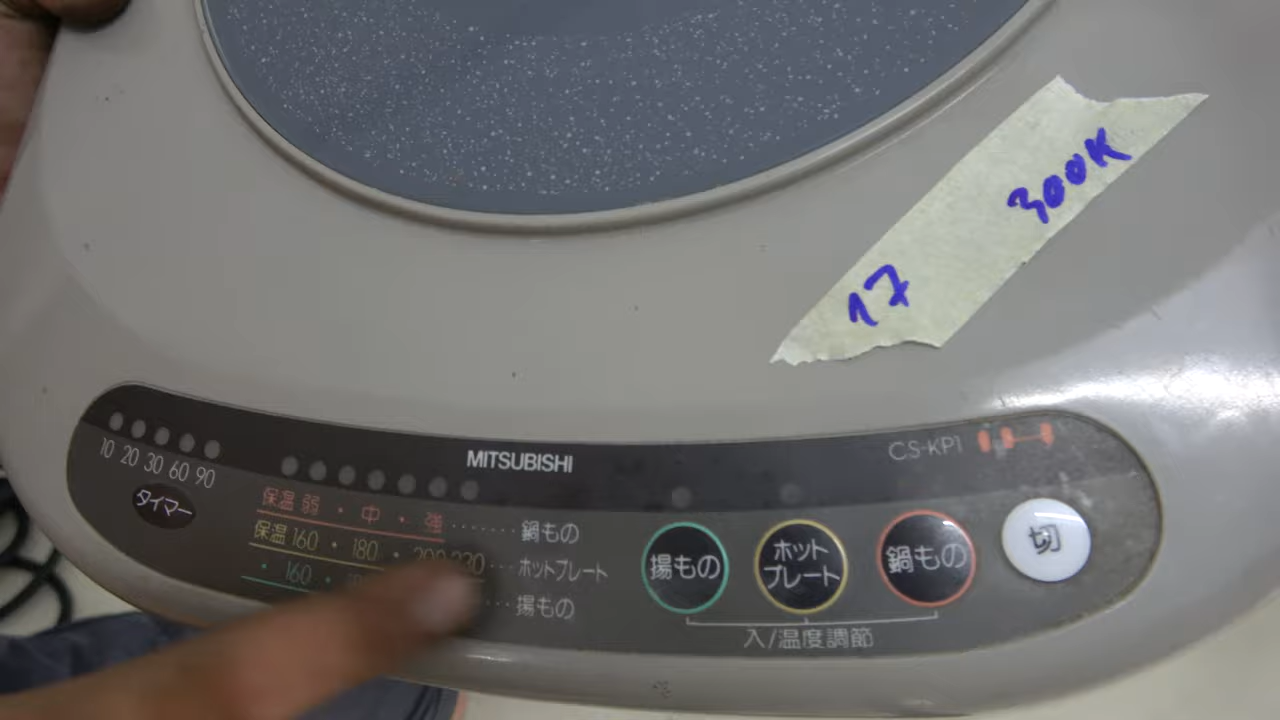 300K
17
MITSUBISHI
CS-KP1
10 20 30 60 90
タイマー
保温 弱 ・ 中 ・ 強 ······· 鍋もの
保温 160 ・ 180 ・ 200 230 ··· ホットプレート
・ 160 ・ ··· 揚もの
揚もの
ホット
プレート
鍋もの
切
入/温度調節